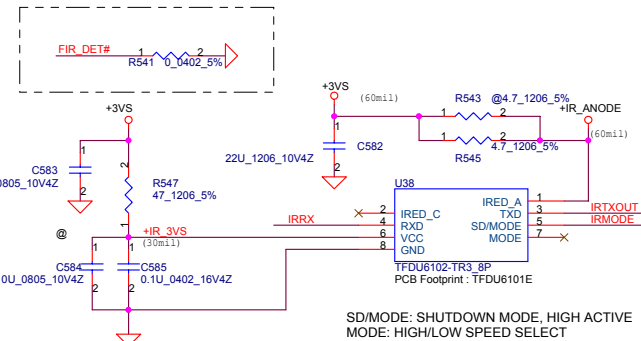 FIR_DET#
1
2
R541
0_0402_5%
+3VS
+3VS
(60mil)
R543
@4.7_1206_5%
1
2
+IR_ANODE
(60mil)
1
2
R545
4.7_1206_5%
1
C582
2
22U_1206_10V4Z
1
C583
0805_10V4Z
2
2
R547
47_1206_5%
1
@
+IR_3VS
(30mil)
1
C584
0U_0805_10V4Z
2
1
C585
0.1U_0402_16V4Z
2
U38
IRRX
2
4
6
8
IRED_C
RXD
VCC
GND
IRED_A
TXD
SD/MODE
MODE
1
3
5
7
IRTXOUT
IRMODE
TFDU6102-TR3_8P
PCB Footprint : TFDU6101E
SD/MODE: SHUTDOWN MODE, HIGH ACTIVE
MODE: HIGH/LOW SPEED SELECT